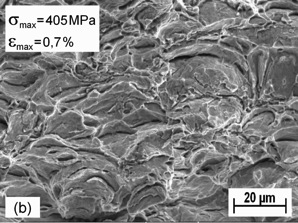 σmax=405MPa
εmax=0,7%
(b)
20 µm